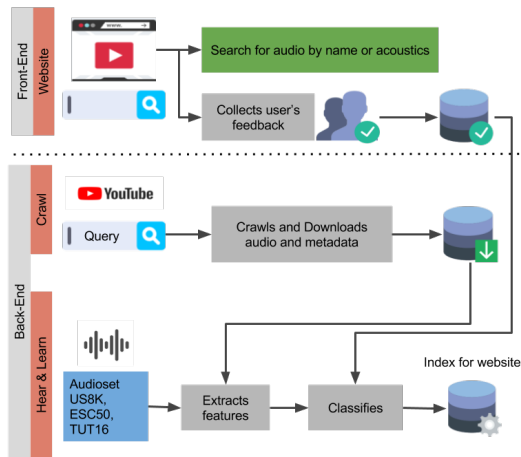 Front-End
Website
www.
Search for audio by name or acoustics
Collects user's
feedback
Back-End
Crawl
YouTube
Query
Crawls and Downloads
audio and metadata
Hear & Learn
Audioset
US8K,
ESC50,
TUT16
Extracts
features
Classifies
Index for website